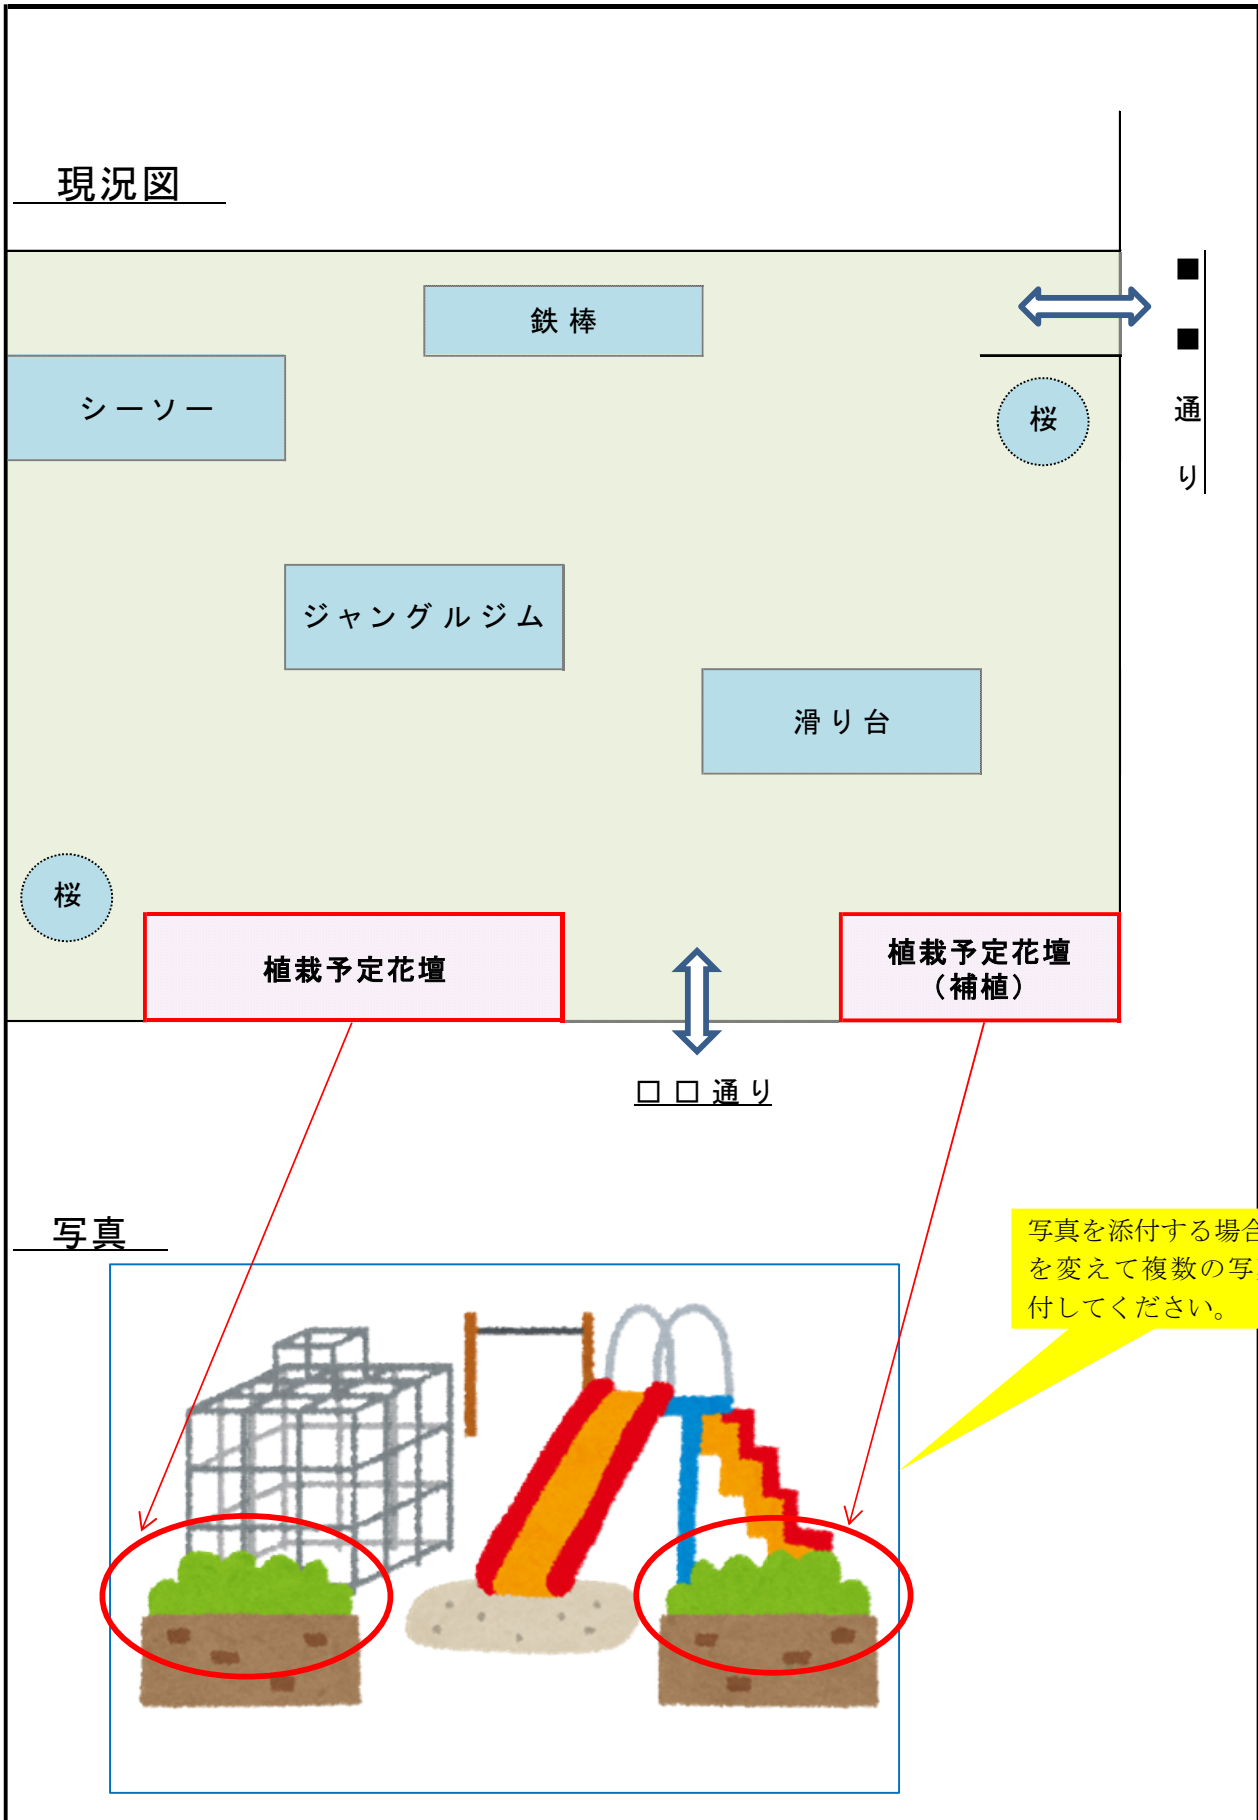 現況図
鉄棒
■■通り
シーソー
桜
ジャングルジム
滑り台
桜
植栽予定花壇
植栽予定花壇
（補植）
□□通り
写真
写真を添付する場合
を変えて複数の写
付してください。